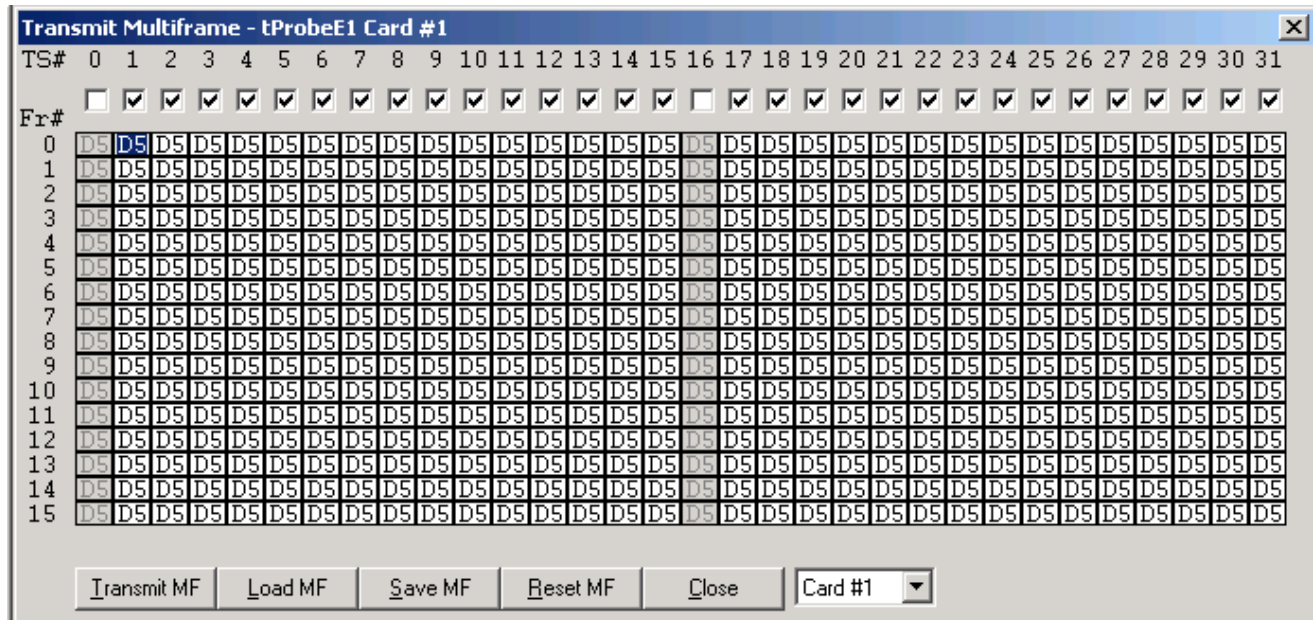 Transmit Multiframe - tProbeE1 Card #1
TS# 0 1 2 3 4 5 6 7 8 9 10 11 12 13 14 15 16 17 18 19 20 21 22 23 24 25 26 27 28 29 30 31
Fr#
0 D5 D5 D5 D5 D5 D5 D5 D5 D5 D5 D5 D5 D5 D5 D5 D5 D5 D5 D5 D5 D5 D5 D5 D5 D5 D5 D5 D5 D5 D5 D5 D5
1 D5 D5 D5 D5 D5 D5 D5 D5 D5 D5 D5 D5 D5 D5 D5 D5 D5 D5 D5 D5 D5 D5 D5 D5 D5 D5 D5 D5 D5 D5 D5 D5
2 D5 D5 D5 D5 D5 D5 D5 D5 D5 D5 D5 D5 D5 D5 D5 D5 D5 D5 D5 D5 D5 D5 D5 D5 D5 D5 D5 D5 D5 D5 D5 D5
3 D5 D5 D5 D5 D5 D5 D5 D5 D5 D5 D5 D5 D5 D5 D5 D5 D5 D5 D5 D5 D5 D5 D5 D5 D5 D5 D5 D5 D5 D5 D5 D5
4 D5 D5 D5 D5 D5 D5 D5 D5 D5 D5 D5 D5 D5 D5 D5 D5 D5 D5 D5 D5 D5 D5 D5 D5 D5 D5 D5 D5 D5 D5 D5 D5
5 D5 D5 D5 D5 D5 D5 D5 D5 D5 D5 D5 D5 D5 D5 D5 D5 D5 D5 D5 D5 D5 D5 D5 D5 D5 D5 D5 D5 D5 D5 D5 D5
6 D5 D5 D5 D5 D5 D5 D5 D5 D5 D5 D5 D5 D5 D5 D5 D5 D5 D5 D5 D5 D5 D5 D5 D5 D5 D5 D5 D5 D5 D5 D5 D5
7 D5 D5 D5 D5 D5 D5 D5 D5 D5 D5 D5 D5 D5 D5 D5 D5 D5 D5 D5 D5 D5 D5 D5 D5 D5 D5 D5 D5 D5 D5 D5 D5
8 D5 D5 D5 D5 D5 D5 D5 D5 D5 D5 D5 D5 D5 D5 D5 D5 D5 D5 D5 D5 D5 D5 D5 D5 D5 D5 D5 D5 D5 D5 D5 D5
9 D5 D5 D5 D5 D5 D5 D5 D5 D5 D5 D5 D5 D5 D5 D5 D5 D5 D5 D5 D5 D5 D5 D5 D5 D5 D5 D5 D5 D5 D5 D5 D5
10 D5 D5 D5 D5 D5 D5 D5 D5 D5 D5 D5 D5 D5 D5 D5 D5 D5 D5 D5 D5 D5 D5 D5 D5 D5 D5 D5 D5 D5 D5 D5 D5
11 D5 D5 D5 D5 D5 D5 D5 D5 D5 D5 D5 D5 D5 D5 D5 D5 D5 D5 D5 D5 D5 D5 D5 D5 D5 D5 D5 D5 D5 D5 D5 D5
12 D5 D5 D5 D5 D5 D5 D5 D5 D5 D5 D5 D5 D5 D5 D5 D5 D5 D5 D5 D5 D5 D5 D5 D5 D5 D5 D5 D5 D5 D5 D5 D5
13 D5 D5 D5 D5 D5 D5 D5 D5 D5 D5 D5 D5 D5 D5 D5 D5 D5 D5 D5 D5 D5 D5 D5 D5 D5 D5 D5 D5 D5 D5 D5 D5
14 D5 D5 D5 D5 D5 D5 D5 D5 D5 D5 D5 D5 D5 D5 D5 D5 D5 D5 D5 D5 D5 D5 D5 D5 D5 D5 D5 D5 D5 D5 D5 D5
15 D5 D5 D5 D5 D5 D5 D5 D5 D5 D5 D5 D5 D5 D5 D5 D5 D5 D5 D5 D5 D5 D5 D5 D5 D5 D5 D5 D5 D5 D5 D5 D5
Transmit MF Load MF Save MF Reset MF Close Card #1